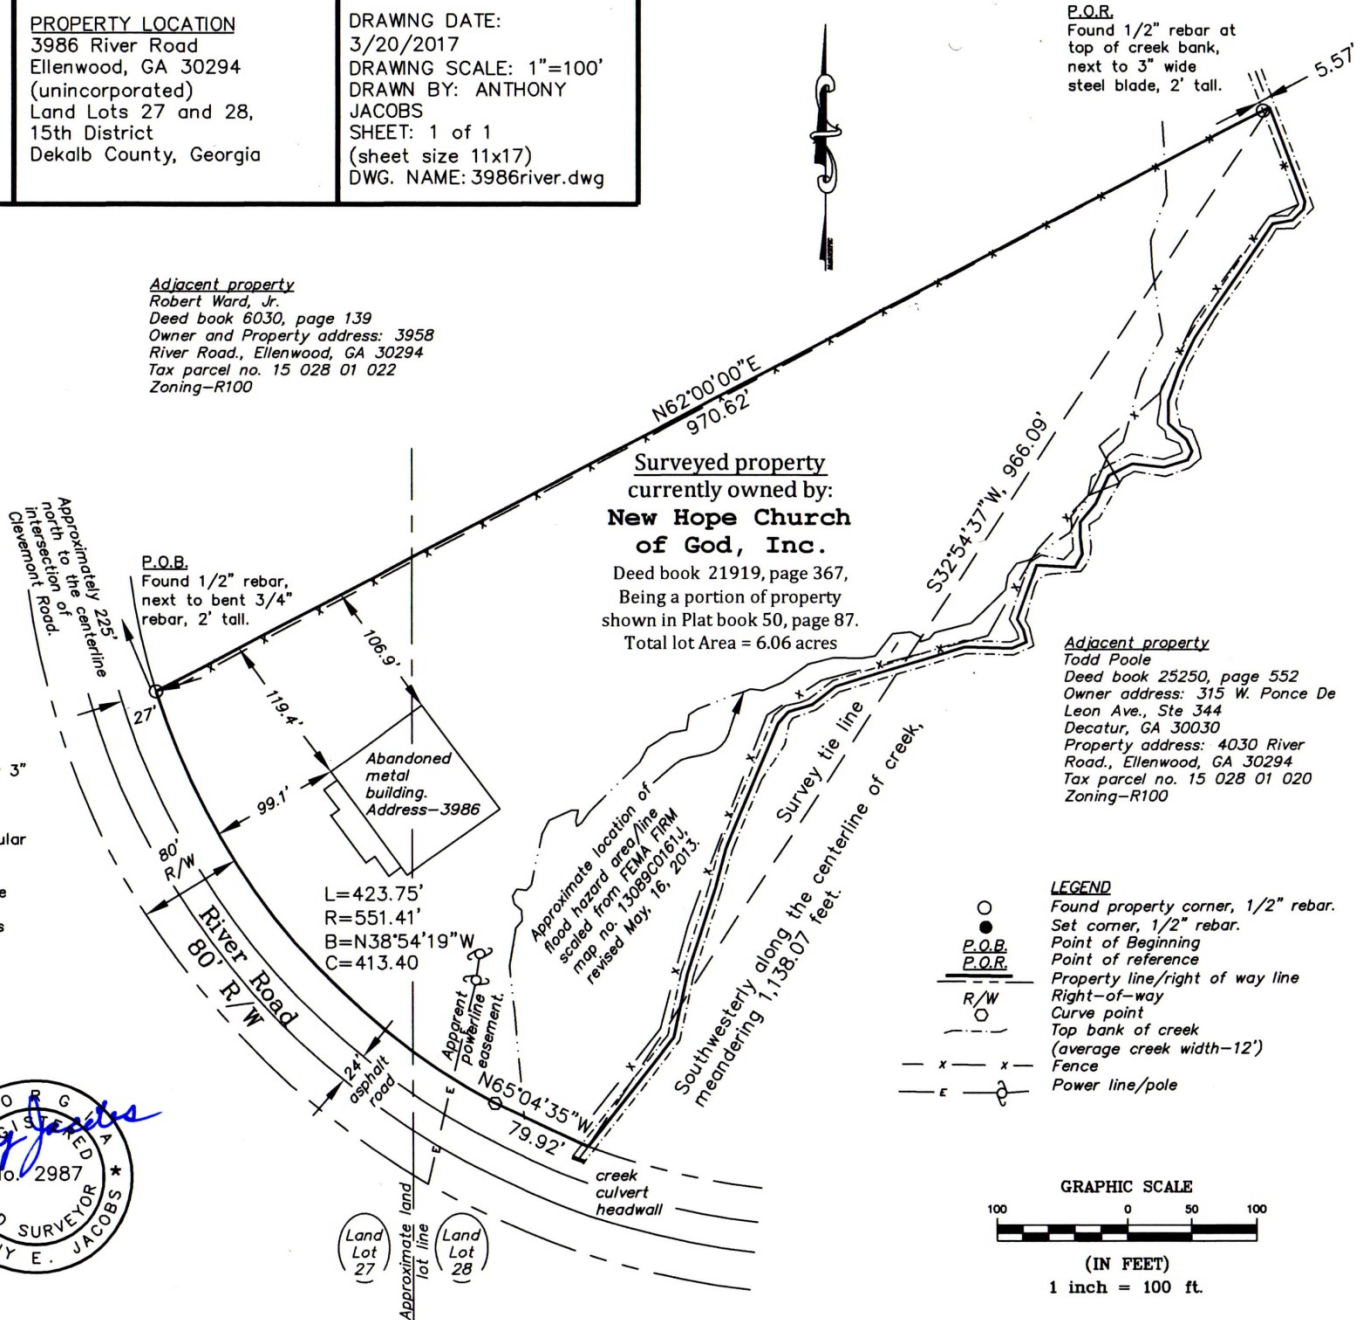 PROPERTY LOCATION
3986 River Road
Ellenwood, GA 30294
(unincorporated)
Land Lots 27 and 28,
15th District
Dekalb County, Georgia
DRAWING DATE:
3/20/2017
DRAWING SCALE: 1"=100'
DRAWN BY: ANTHONY
JACOBS
SHEET: 1 of 1
(sheet size 11x17)
DWG. NAME: 3986river.dwg
P.O.R.
Found 1/2" rebar at
top of creek bank,
next to 3" wide
steel blade, 2' tall.
5.57'
Adjacent property
Robert Ward, Jr.
Deed book 6030, page 139
Owner and Property address: 3958
River Road., Ellenwood, GA 30294
Tax parcel no. 15 028 01 022
Zoning-R100
N62°00'00"E
970.62'
Surveyed property
currently owned by:
New Hope Church
of God, Inc.
Deed book 21919, page 367,
Being a portion of property
shown in Plat book 50, page 87.
Total lot Area = 6.06 acres
S32°54'37"W, 966.09'
Approximately 225'
north to the centerline
intersection of
Clevemont Road.
P.O.B.
Found 1/2" rebar,
next to bent 3/4"
rebar, 2' tall.
27'
106.9'
119.4'
99.1'
Abandoned
metal
building.
Address-3986
80'
R/W
River Road
80' R/W
L=423.75'
R=551.41'
B=N38°54'19"W
C=413.40
Approximate location of
flood hazard area/line
scaled from FEMA FIRM
map no. 13089C0161J,
revised May, 16, 2013.
Survey tie line
Southwesterly along the centerline of creek,
meandering 1,138.07 feet.
Adjacent property
Todd Poole
Deed book 25250, page 552
Owner address: 315 W. Ponce De
Leon Ave., Ste 344
Decatur, GA 30030
Property address: 4030 River
Road., Ellenwood, GA 30294
Tax parcel no. 15 028 01 020
Zoning-R100
3"
ular
e
s
Apparent
powerline
easement.
E
E
24'
asphalt
road
N65°04'35"W
79.92'
creek
culvert
headwall
Land
Lot
27
Approximate land
lot line
Land
Lot
28
LEGEND
Found property corner, 1/2" rebar.
Set corner, 1/2" rebar.
P.O.B. Point of Beginning
P.O.R. Point of reference
Property line/right of way line
R/W Right-of-way
Curve point
Top bank of creek
(average creek width-12')
x x Fence
E Power line/pole
GRAPHIC SCALE
100 0 50 100
(IN FEET)
1 inch = 100 ft.
O R G A
GISTERED
o. 2987
SURVEYOR
Y E. JACOBS
Jacobs